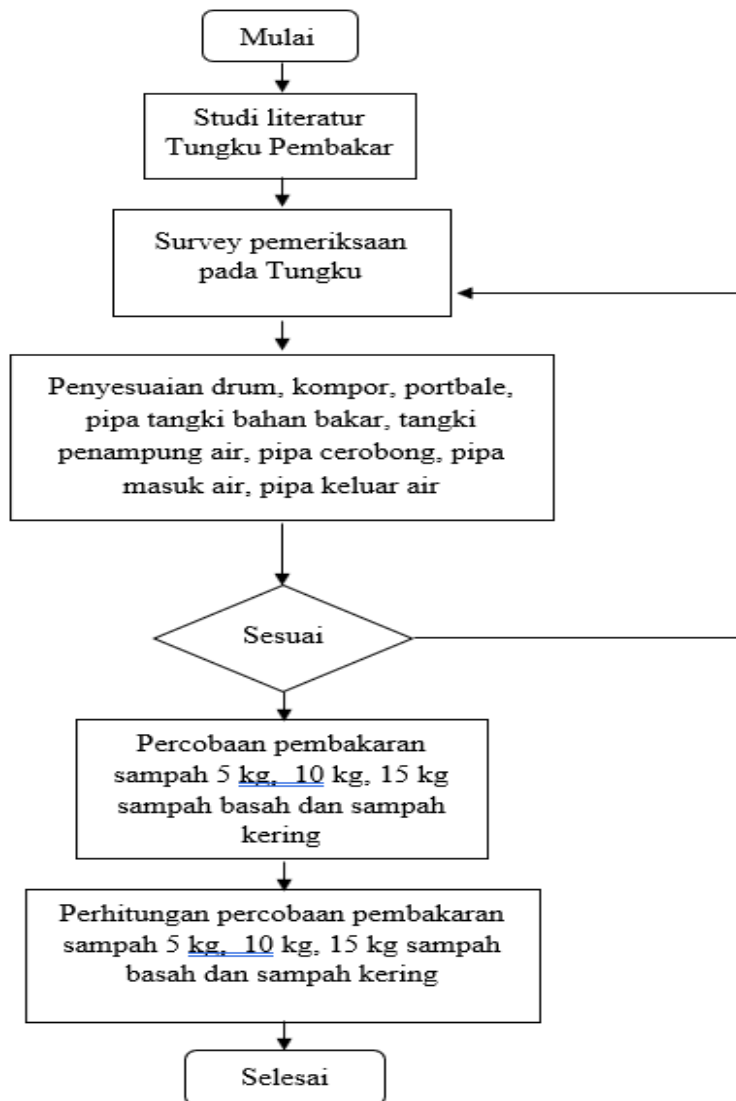 Mulai
Studi literatur
Tungku Pembakar
Survey pemeriksaan
pada Tungku
Penyesuaian drum, kompor, portbale,
pipa tangki bahan bakar, tangki
penampung air, pipa cerobong, pipa
masuk air, pipa keluar air
Sesuai
Percobaan pembakaran
sampah 5 kg, 10 kg, 15 kg
sampah basah dan sampah
kering
Perhitungan percobaan pembakaran
sampah 5 kg, 10 kg, 15 kg sampah
basah dan sampah kering
Selesai